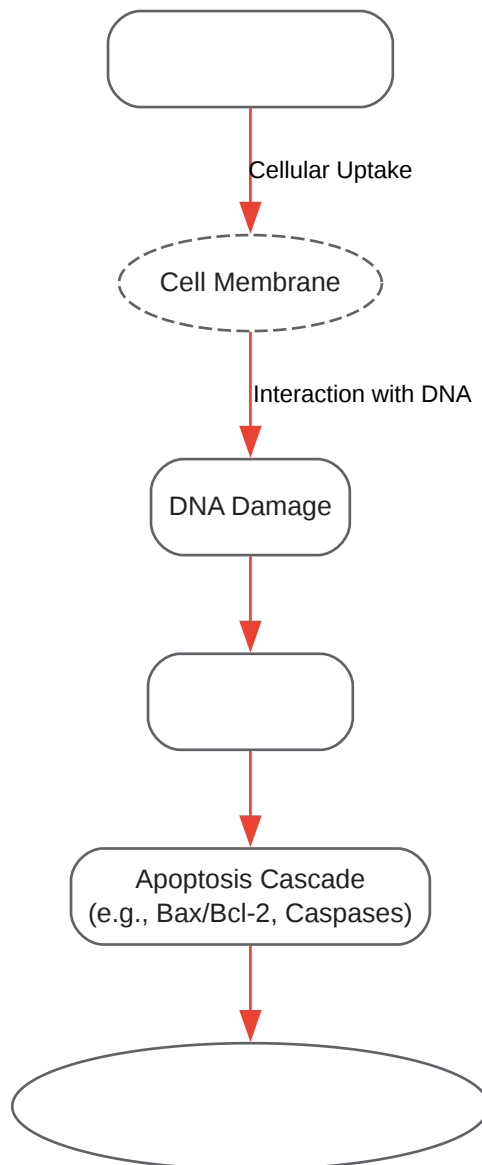 Cellular Uptake
Cell Membrane
Interaction with DNA
DNA Damage
Apoptosis Cascade
(e.g., Bax/Bcl-2, Caspases)